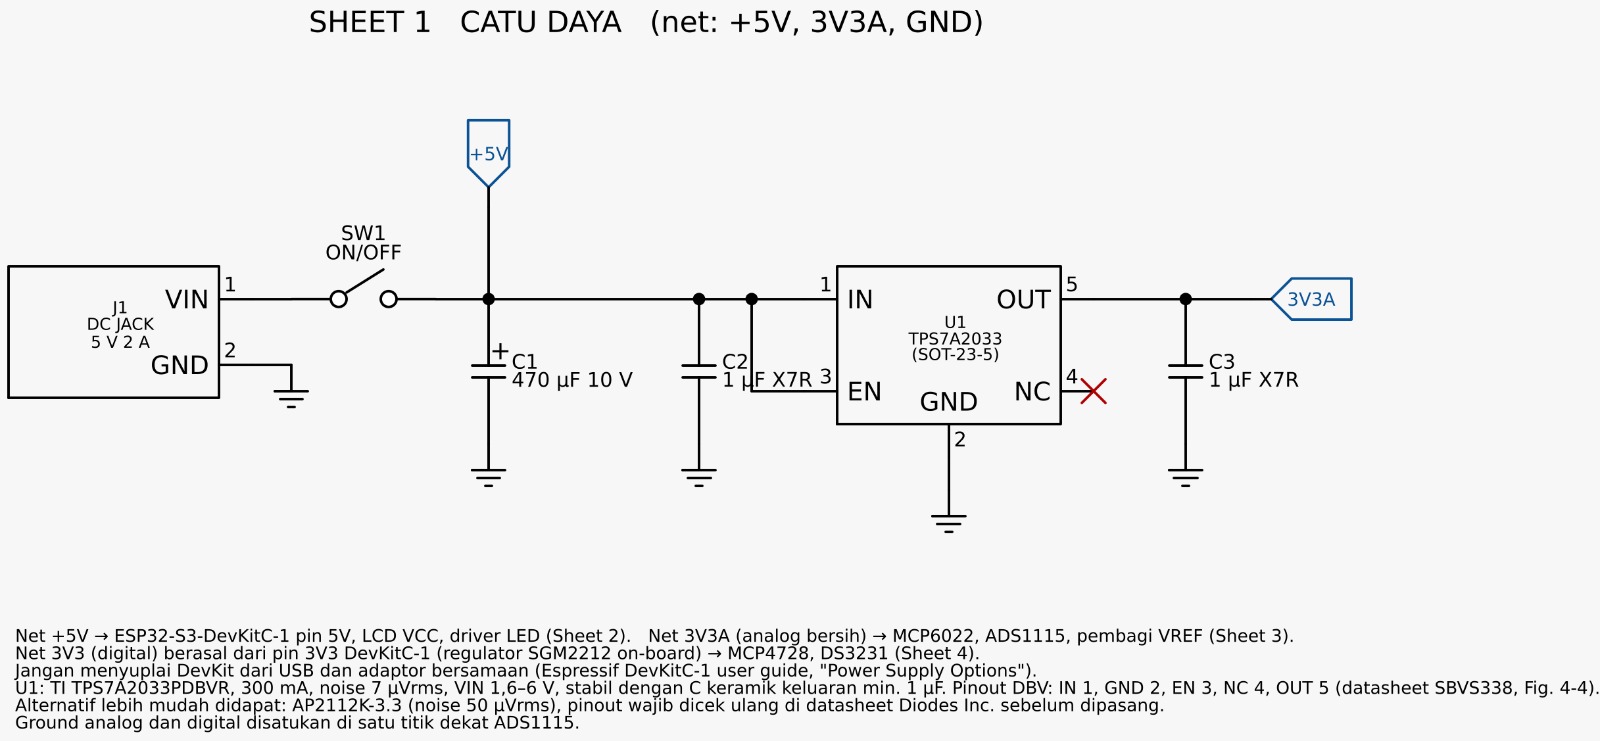 SHEET 1 CATU DAYA (net: +5V, 3V3A, GND)
+5V
SW1
ON/OFF
J1
DC JACK
5 V 2 A
VIN
1
GND
2
+
C1
470 µF 10 V
C2
1 µF X7R
1
IN
3
EN
U1
TPS7A2033
(SOT-23-5)
GND
2
OUT
5
NC
4
C3
1 µF X7R
3V3A
Net +5V → ESP32-S3-DevKitC-1 pin 5V, LCD VCC, driver LED (Sheet 2). Net 3V3A (analog bersih) → MCP6022, ADS1115, pembagi VREF (Sheet 3).
Net 3V3 (digital) berasal dari pin 3V3 DevKitC-1 (regulator SGM2212 on-board) → MCP4728, DS3231 (Sheet 4).
Jangan menyuplai DevKit dari USB dan adaptor bersamaan (Espressif DevKitC-1 user guide, "Power Supply Options").
U1: TI TPS7A2033PDBVR, 300 mA, noise 7 µVrms, VIN 1,6–6 V, stabil dengan C keramik keluaran min. 1 µF. Pinout DBV: IN 1, GND 2, EN 3, NC 4, OUT 5 (datasheet SBVS338, Fig. 4-4).
Alternatif lebih mudah didapat: AP2112K-3.3 (noise 50 µVrms), pinout wajib dicek ulang di datasheet Diodes Inc. sebelum dipasang.
Ground analog dan digital disatukan di satu titik dekat ADS1115.